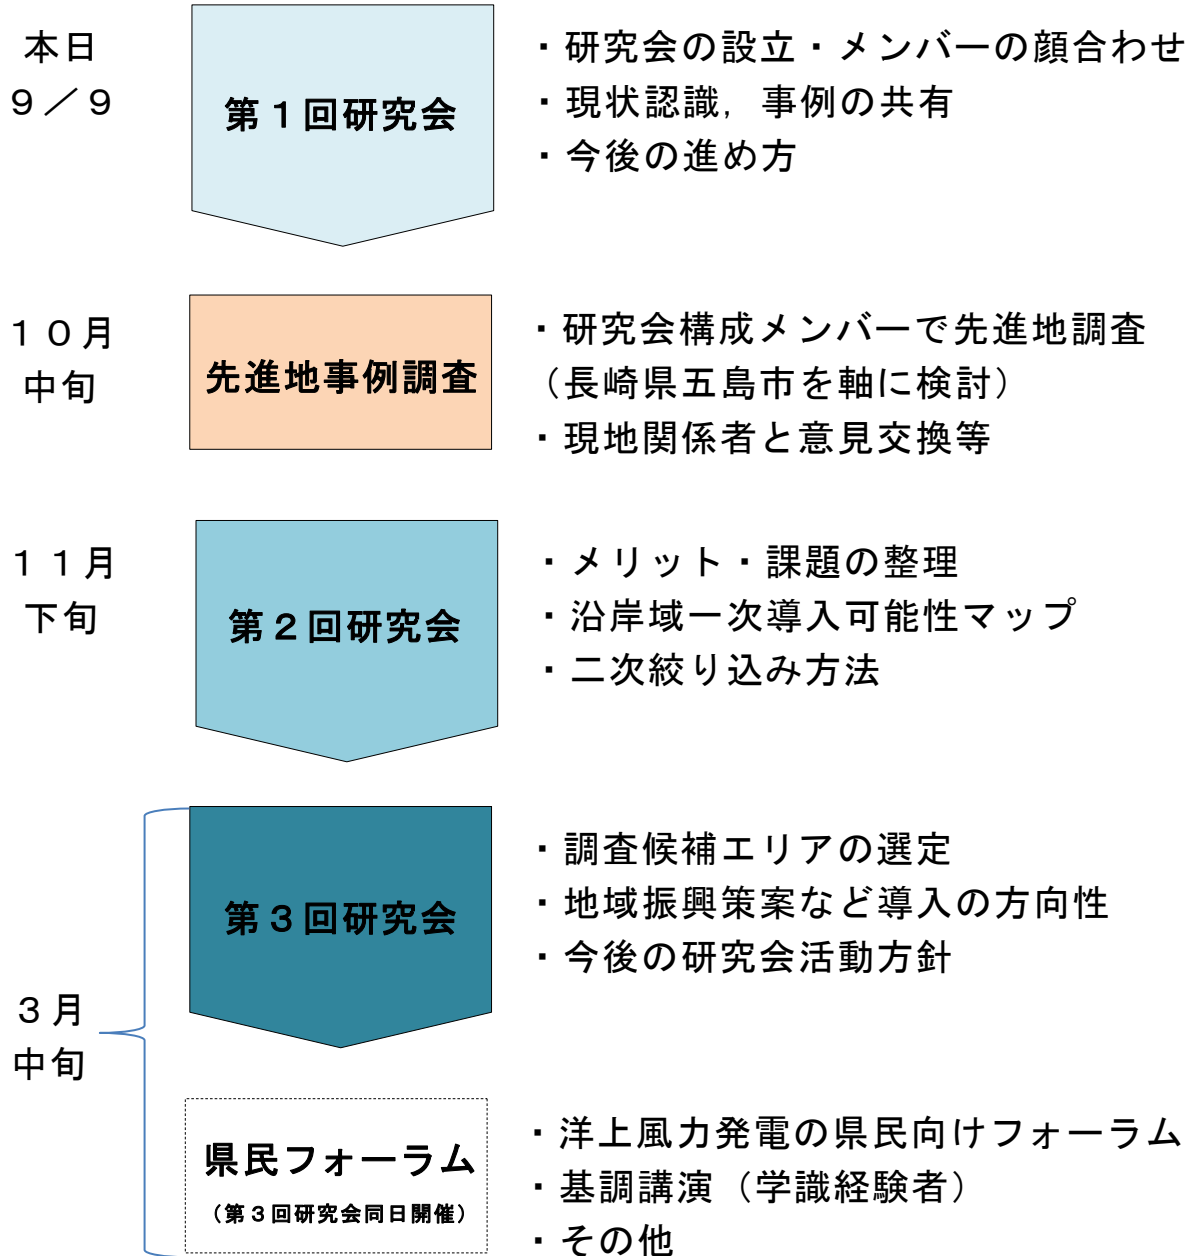 本日
９／９
第１回研究会
・研究会の設立・メンバーの顔合わせ
・現状認識，事例の共有
・今後の進め方
１０月
中旬
先進地事例調査
・研究会構成メンバーで先進地調査
（長崎県五島市を軸に検討）
・現地関係者と意見交換等
１１月
下旬
第２回研究会
・メリット・課題の整理
・沿岸域一次導入可能性マップ
・二次絞り込み方法
３月
中旬
第３回研究会
・調査候補エリアの選定
・地域振興策案など導入の方向性
・今後の研究会活動方針
県民フォーラム
（第３回研究会同日開催）
・洋上風力発電の県民向けフォーラム
・基調講演（学識経験者）
・その他